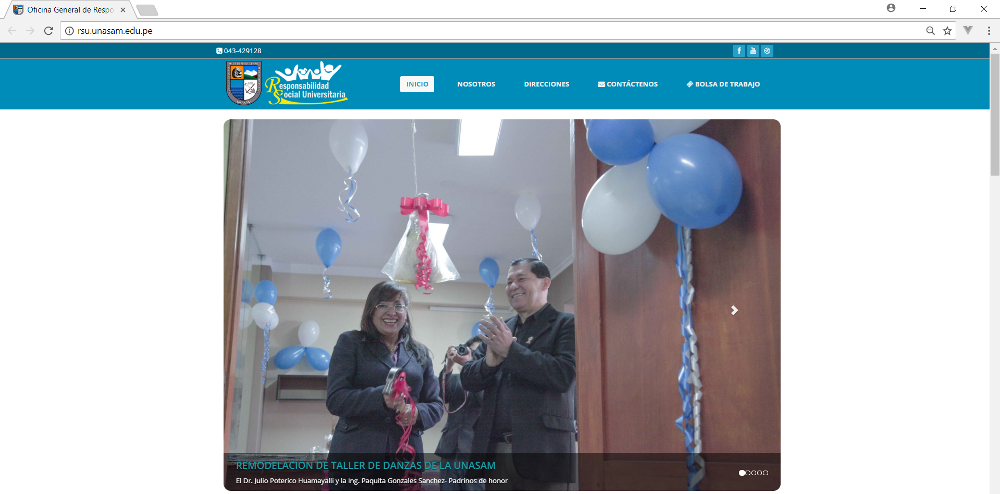 Oficina General de Respo
rsu.unasam.edu.pe
043-429128
Responsabilidad
Social Universitaria
UNASAM
INICIO
NOSOTROS
DIRECCIONES
CONTÁCTENOS
BOLSA DE TRABAJO
REMODELACIÓN DE TALLER DE DANZAS DE LA UNASAM
El Dr. Julio Poterico Huamayalli y la Ing. Paquita Gonzales Sanchez- Padrinos de honor